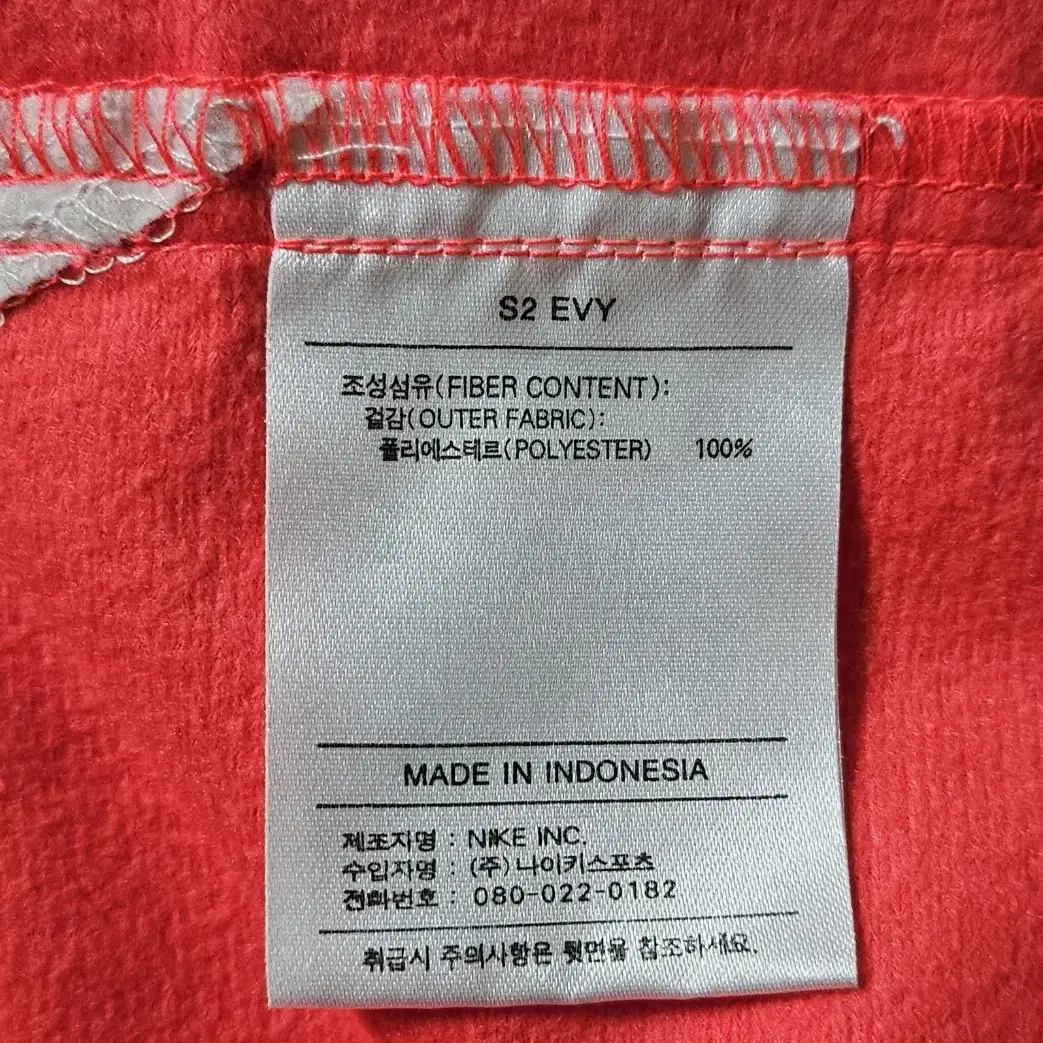 S2 EVY
조성섬유(FIBER CONTENT):
겉감(OUTER FABRIC):
폴리에스테르(POLYESTER) 100%
MADE IN INDONESIA
제조자명 : NIKE INC.
수입자명 : (주)나이키스포츠
전화번호 : 080-022-0182
취급시 주의사항은 뒷면을 참조하세요.